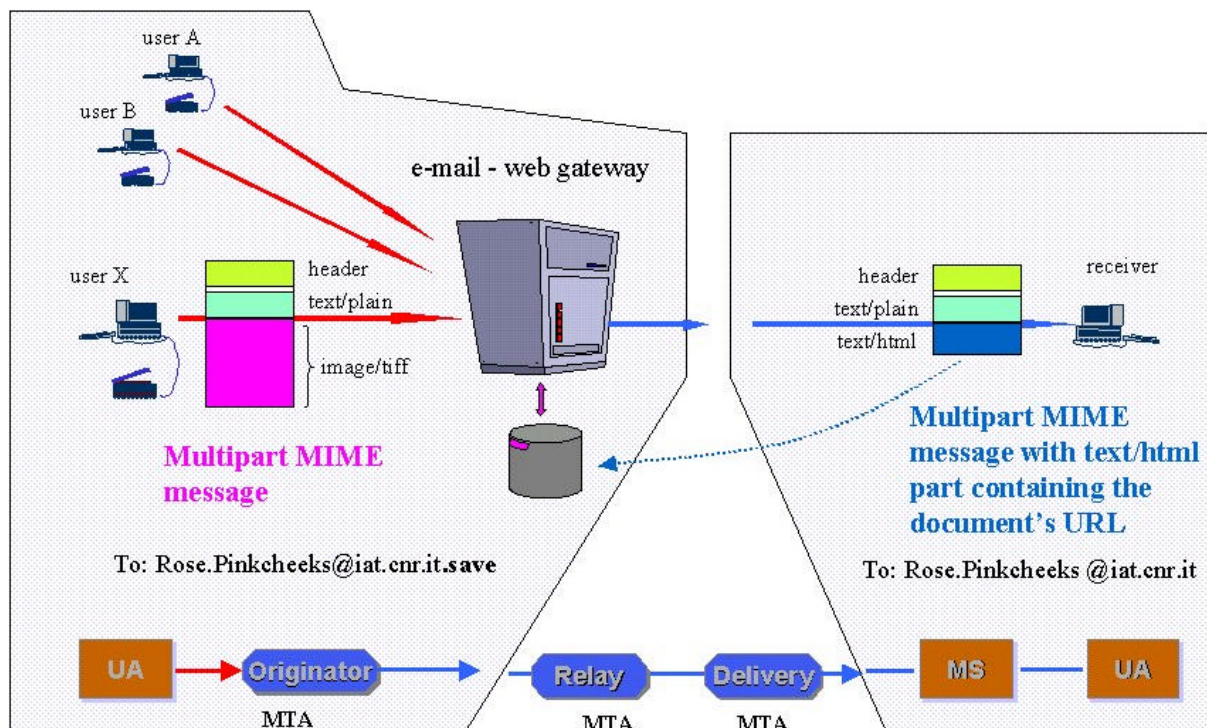 user A
user B
e-mail - web gateway
user X
header
text/plain
image/tiff
header
text/plain
text/html
receiver
Multipart MIME
message
Multipart MIME
message with text/html
part containing the
document's URL
To: Rose.Pinkcheeks@iat.cnr.it.save
To: Rose.Pinkcheeks @iat.cnr.it
UA
Originator
Relay
Delivery
MS
UA
MTA
MTA
MTA